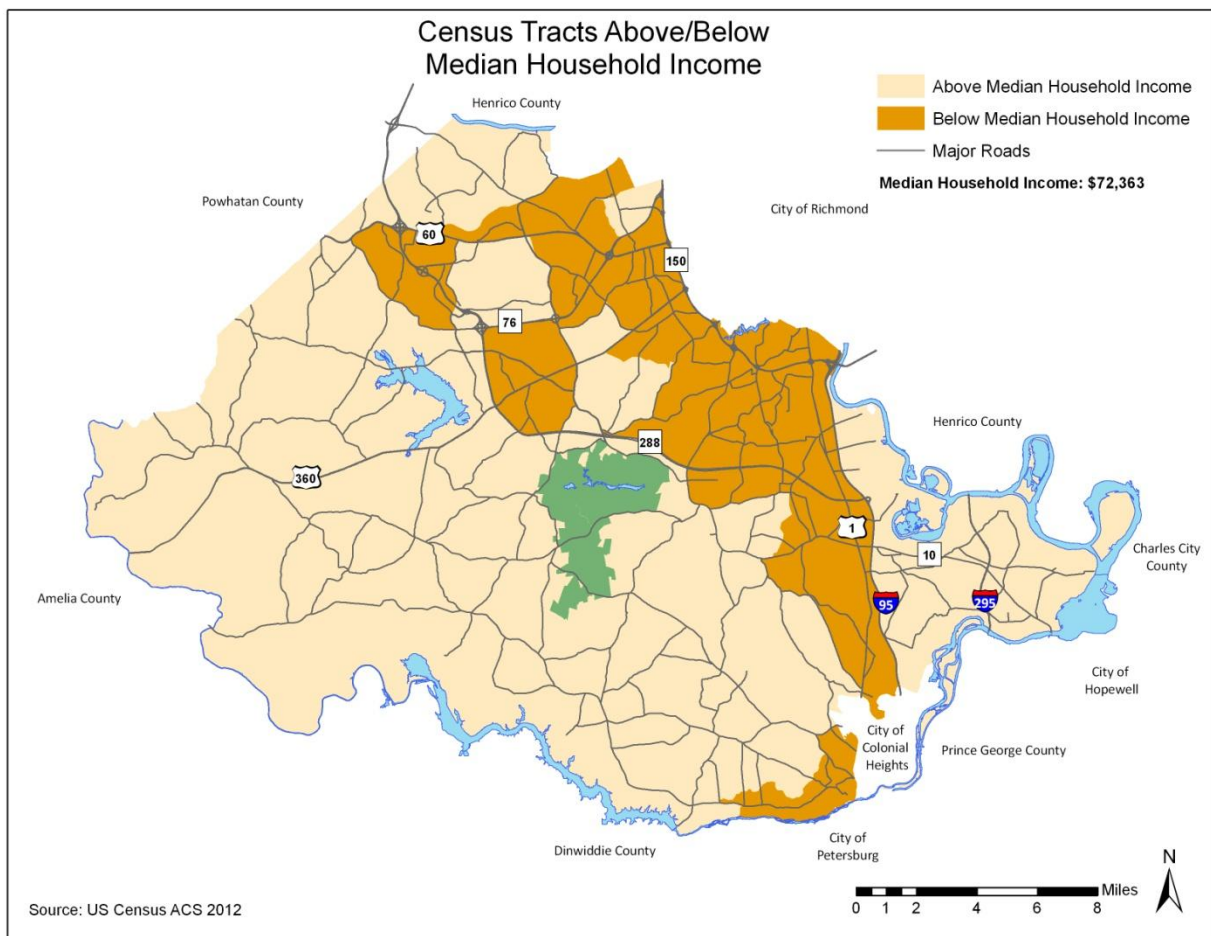 Census Tracts Above/Below
Median Household Income
Above Median Household Income
Below Median Household Income
Major Roads
Median Household Income: $72,363
Henrico County
Powhatan County
City of Richmond
60
150
76
Henrico County
288
360
1
10
Charles City
County
Amelia County
95
295
City of
Hopewell
City of
Colonial
Heights
Prince George County
Dinwiddie County
City of
Petersburg
N
Miles
0 1 2 4 6 8
Source: US Census ACS 2012